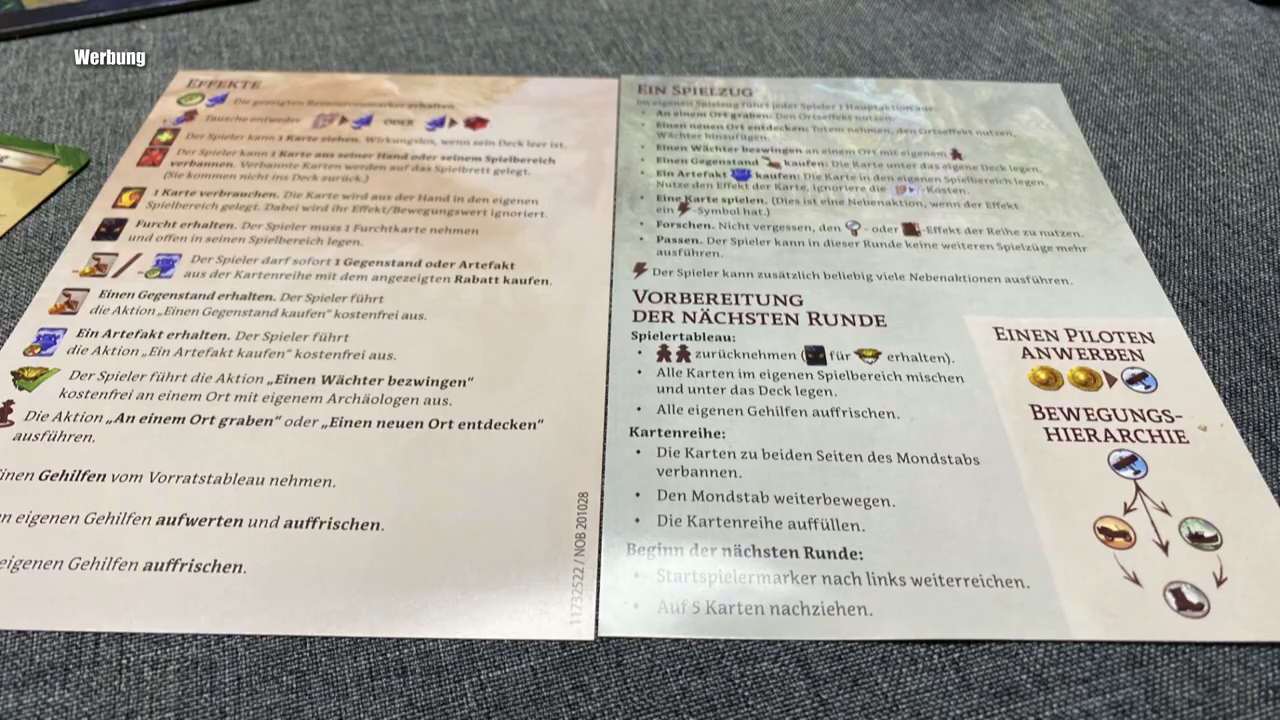 Werbung
EFFEKTE
Die gezeigten Ressourcenmarker erhalten.
Tausche entweder ODER
Der Spieler kann 1 Karte ziehen. Wirkungslos, wenn sein Deck leer ist.
Der Spieler kann 1 Karte aus seiner Hand oder seinem Spielbereich
verbannen. Verbannte Karten werden auf das Spielbrett gelegt.
(Sie kommen nicht ins Deck zurück.)
1 Karte verbrauchen. Die Karte wird aus der Hand in den eigenen
Spielbereich gelegt. Dabei wird ihr Effekt/Bewegungswert ignoriert.
Furcht erhalten. Der Spieler muss 1 Furchtkarte nehmen
und offen in seinen Spielbereich legen.
Der Spieler darf sofort 1 Gegenstand oder Artefakt
aus der Kartenreihe mit dem angezeigten Rabatt kaufen.
Einen Gegenstand erhalten. Der Spieler führt
die Aktion „Einen Gegenstand kaufen“ kostenfrei aus.
Ein Artefakt erhalten. Der Spieler führt
die Aktion „Ein Artefakt kaufen“ kostenfrei aus.
Der Spieler führt die Aktion „Einen Wächter bezwingen“
kostenfrei an einem Ort mit eigenem Archäologen aus.
Die Aktion „An einem Ort graben“ oder „Einen neuen Ort entdecken“
ausführen.
inen Gehilfen vom Vorratstableau nehmen.
n eigenen Gehilfen aufwerten und auffrischen.
eigenen Gehilfen auffrischen.
11732522 / NOB 201028
EIN SPIELZUG
Im eigenen Spielzug führt jeder Spieler 1 Hauptaktion aus:
• An einem Ort graben: Den Ortseffekt nutzen.
• Einen neuen Ort entdecken: Totem nehmen, den Ortseffekt nutzen,
Wächter hinzufügen.
• Einen Wächter bezwingen an einem Ort mit eigenem
• Einen Gegenstand kaufen: Die Karte unter das eigene Deck legen.
• Ein Artefakt kaufen: Die Karte in den eigenen Spielbereich legen.
Nutze den Effekt der Karte, ignoriere die -Kosten.
• Eine Karte spielen. (Dies ist eine Nebenaktion, wenn der Effekt
ein -Symbol hat.)
• Forschen. Nicht vergessen, den - oder -Effekt der Reihe zu nutzen.
• Passen. Der Spieler kann in dieser Runde keine weiteren Spielzüge mehr
ausführen.
Der Spieler kann zusätzlich beliebig viele Nebenaktionen ausführen.
VORBEREITUNG
DER NÄCHSTEN RUNDE
Spielertableau:
• zurücknehmen ( für erhalten).
• Alle Karten im eigenen Spielbereich mischen
und unter das Deck legen.
• Alle eigenen Gehilfen auffrischen.
Kartenreihe:
• Die Karten zu beiden Seiten des Mondstabs
verbannen.
• Den Mondstab weiterbewegen.
• Die Kartenreihe auffüllen.
Beginn der nächsten Runde:
• Startspielermarker nach links weiterreichen.
• Auf 5 Karten nachziehen.
EINEN PILOTEN
ANWERBEN
BEWEGUNGS-
HIERARCHIE